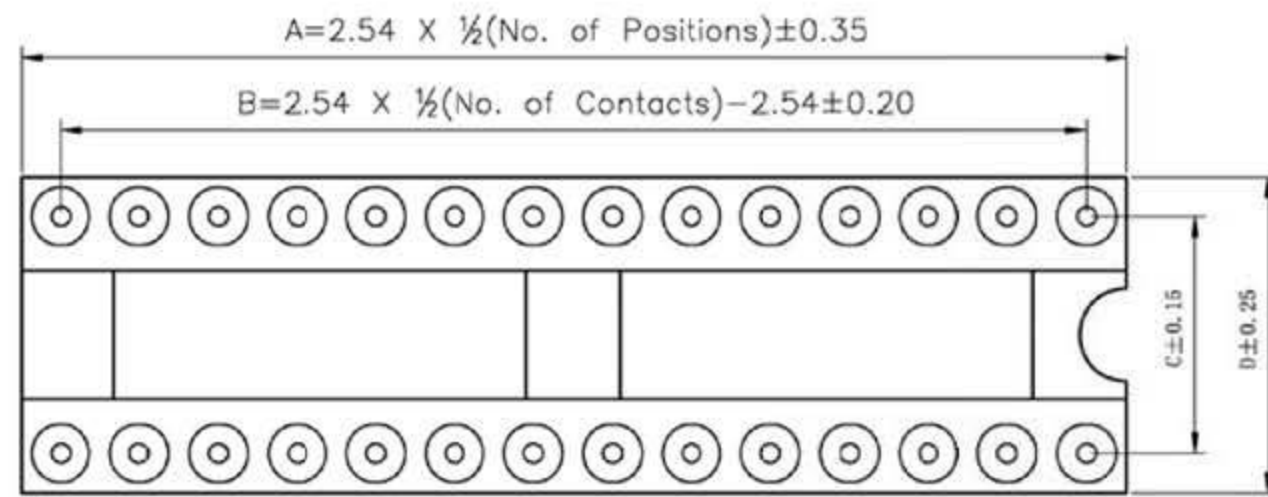 A=2.54 X ½(No. of Positions)±0.35
B=2.54 X ½(No. of Contacts)-2.54±0.20
C±0.15
D±0.25